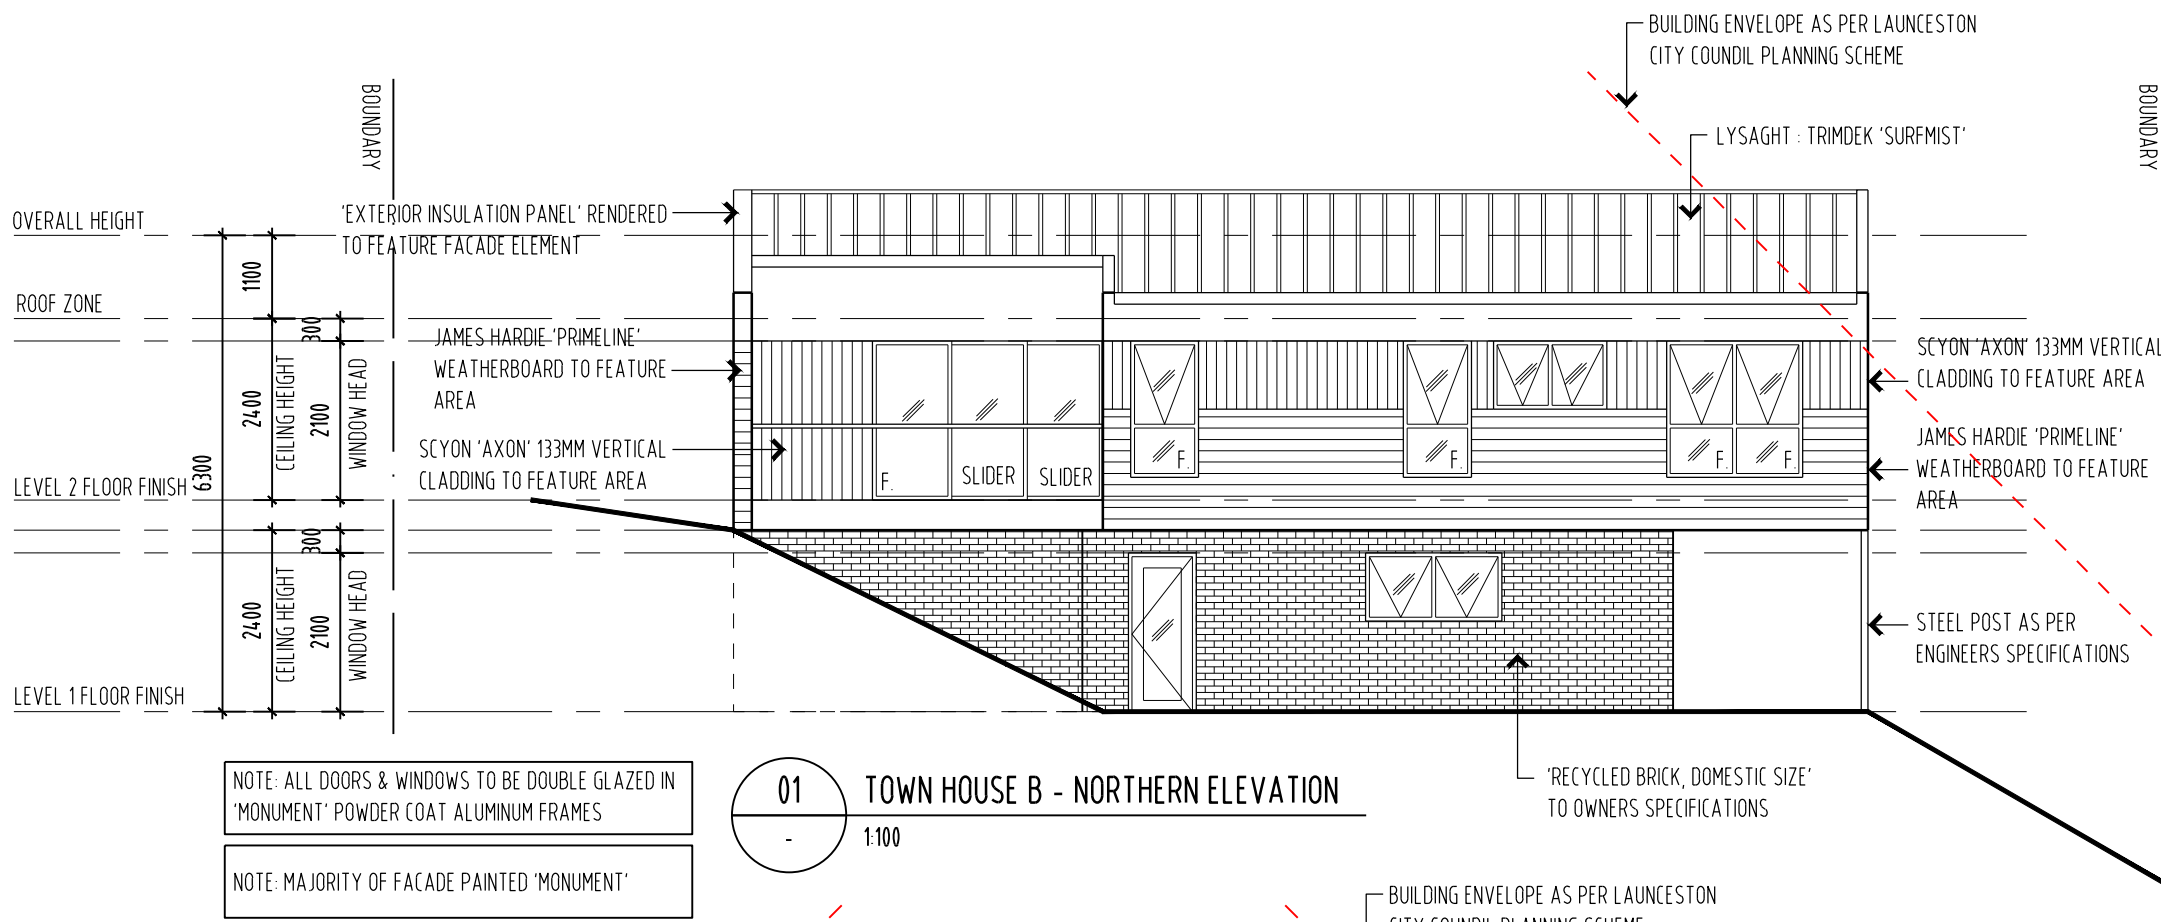 BUILDING ENVELOPE AS PER LAUNCESTON
CITY COUNDIL PLANNING SCHEME
BOUNDARY
BOUNDARY
LYSAGHT : TRIMDEK 'SURFMIST'
'EXTERIOR INSULATION PANEL' RENDERED
TO FEATURE FACADE ELEMENT
OVERALL HEIGHT
1100
ROOF ZONE
300
JAMES HARDIE 'PRIMELINE'
WEATHERBOARD TO FEATURE
AREA
SCYON 'AXON' 133MM VERTICAL
CLADDING TO FEATURE AREA
2400
CEILING HEIGHT
2100
WINDOW HEAD
6300
SCYON 'AXON' 133MM VERTICAL
CLADDING TO FEATURE AREA
JAMES HARDIE 'PRIMELINE'
WEATHERBOARD TO FEATURE
AREA
F.
SLIDER
SLIDER
F.
F.
F.
F.
LEVEL 2 FLOOR FINISH
300
2400
CEILING HEIGHT
2100
WINDOW HEAD
STEEL POST AS PER
ENGINEERS SPECIFICATIONS
LEVEL 1 FLOOR FINISH
NOTE: ALL DOORS & WINDOWS TO BE DOUBLE GLAZED IN
'MONUMENT' POWDER COAT ALUMINUM FRAMES
01
TOWN HOUSE B - NORTHERN ELEVATION
-
1:100
'RECYCLED BRICK, DOMESTIC SIZE'
TO OWNERS SPECIFICATIONS
NOTE: MAJORITY OF FACADE PAINTED 'MONUMENT'
BUILDING ENVELOPE AS PER LAUNCESTON
CITY COUNDIL PLANNING SCHEME